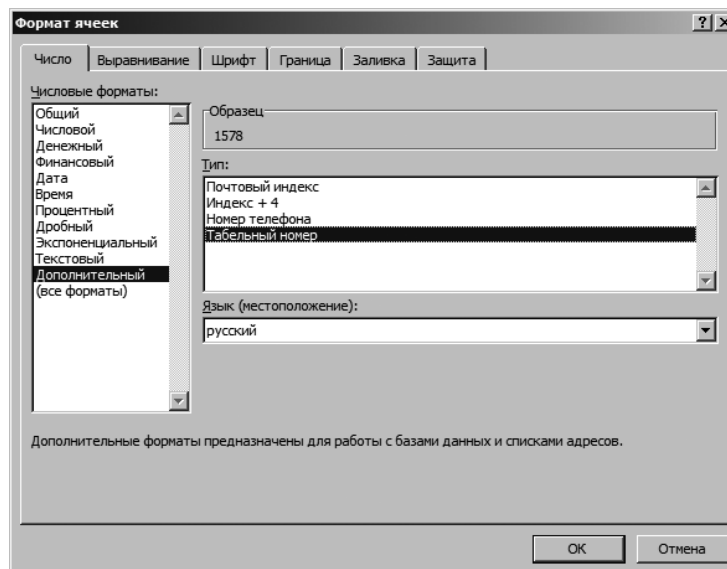 Формат ячеек
Число
Выравнивание
Шрифт
Граница
Заливка
Защита
Числовые форматы:
Общий
Числовой
Денежный
Финансовый
Дата
Время
Процентный
Дробный
Экспоненциальный
Текстовый
Дополнительный
(все форматы)
Образец
1578
Тип:
Почтовый индекс
Индекс + 4
Номер телефона
Табельный номер
Язык (местоположение):
русский
Дополнительные форматы предназначены для работы с базами данных и списками адресов.
OK
Отмена